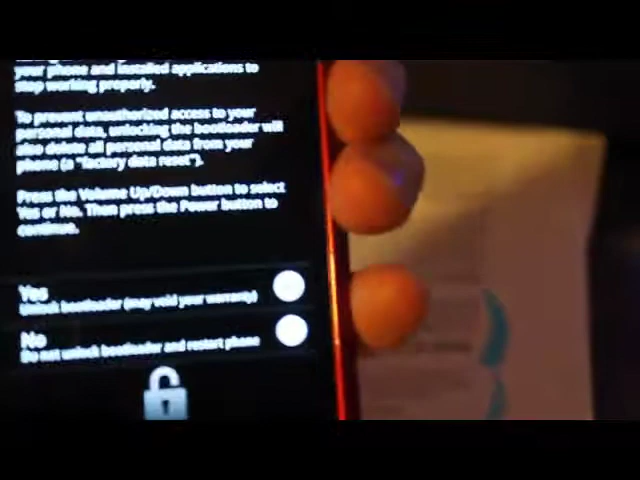 your phone and installed applications to
stop working properly.
To prevent unauthorized access to your
personal data, unlocking the bootloader will
also delete all personal data from your
phone (a "factory data reset").
Press the Volume Up/Down button to select
Yes or No. Then press the Power button to
continue.
Yes
Unlock bootloader (may void your warranty)
No
Do not unlock bootloader and restart phone